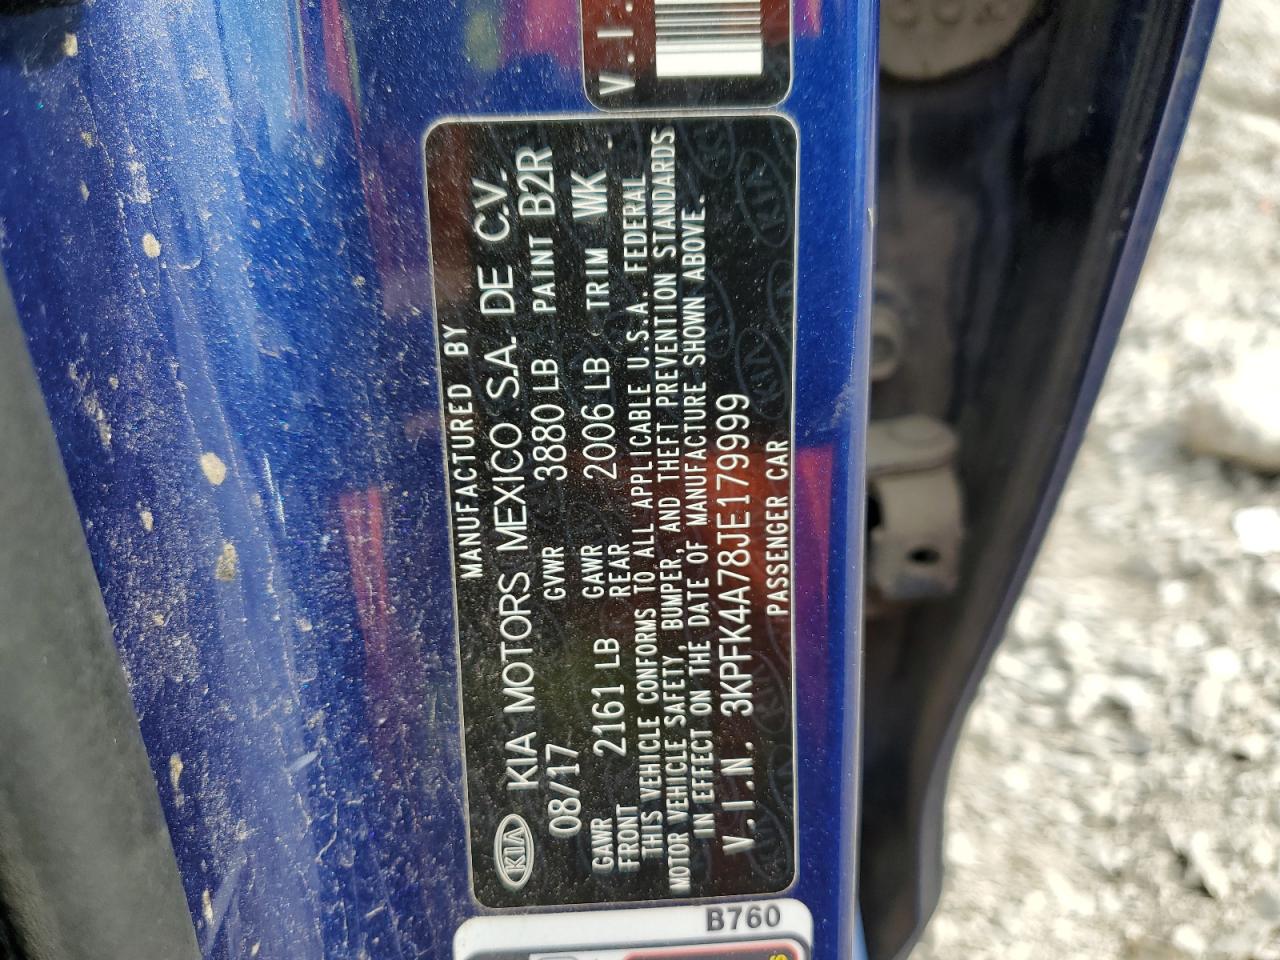 V.I.
MANUFACTURED BY
KIA KIA MOTORS MEXICO S.A. DE CV.
08/17 GVWR 3880 LB PAINT B2R
GAWR FRONT 2161 LB GAWR REAR 2006 LB TRIM WK
THIS VEHICLE CONFORMS TO ALL APPLICABLE U.S.A. FEDERAL
MOTOR VEHICLE SAFETY, BUMPER, AND THEFT PREVENTION STANDARDS
IN EFFECT ON THE DATE OF MANUFACTURE SHOWN ABOVE.
V.I.N. 3KPFK4A78JE179999
PASSENGER CAR
B760